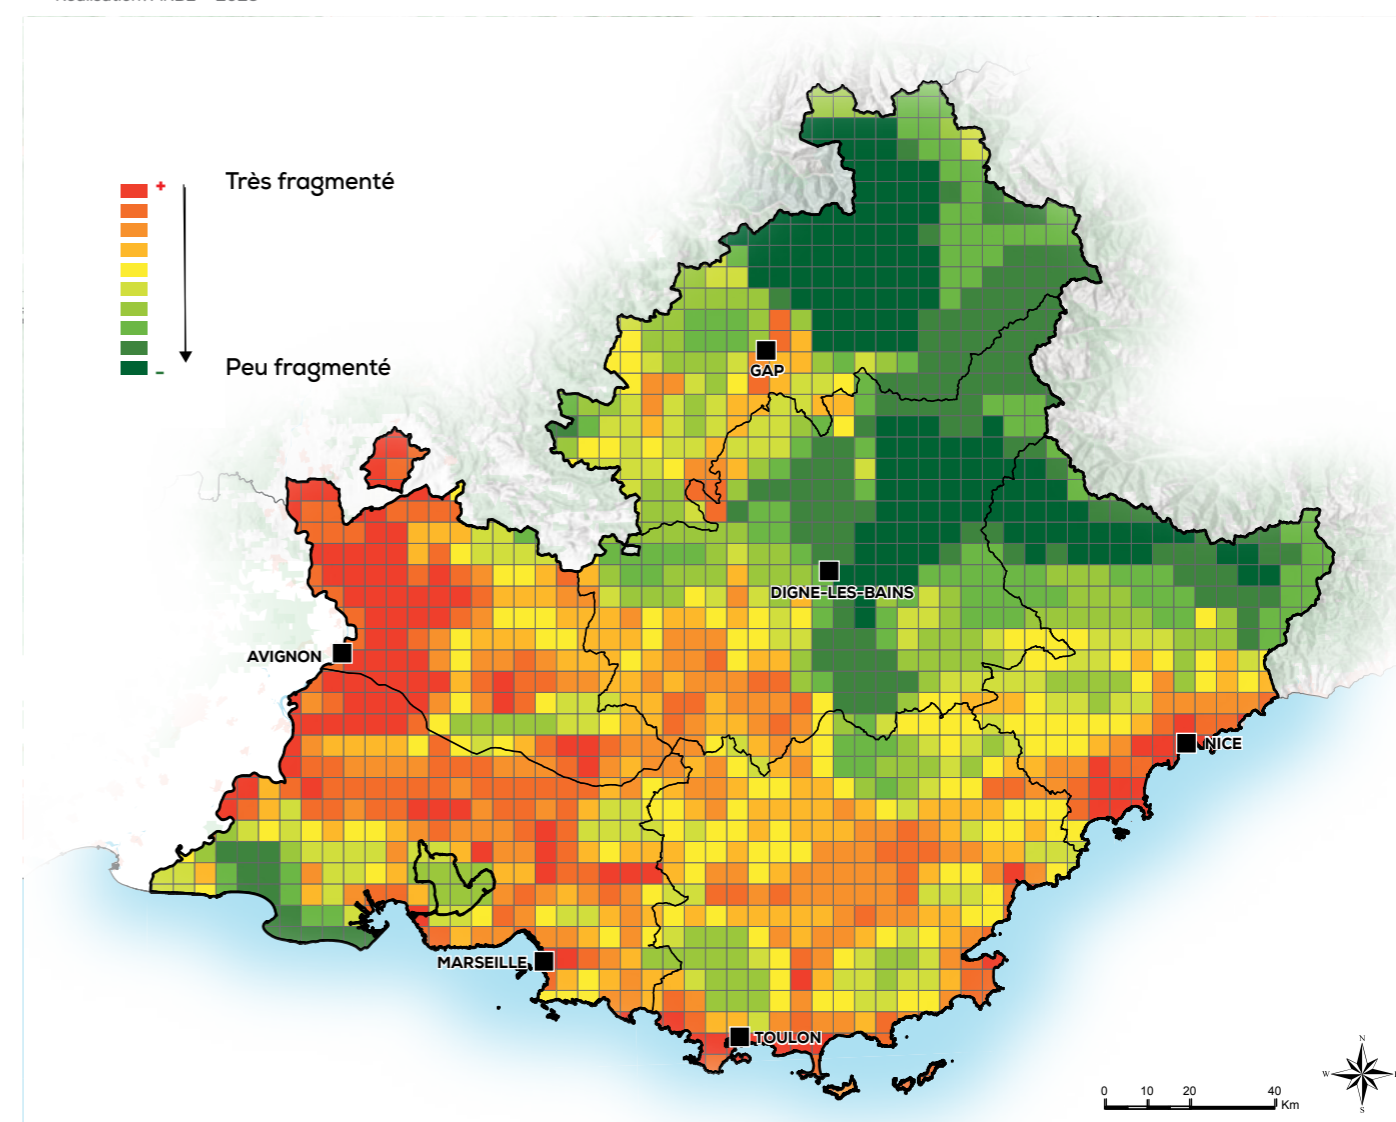 + Très fragmenté
- Peu fragmenté
GAP
DIGNE-LES-BAINS
AVIGNON
NICE
MARSEILLE
TOULON
N
W
S
0 10 20 40
Km